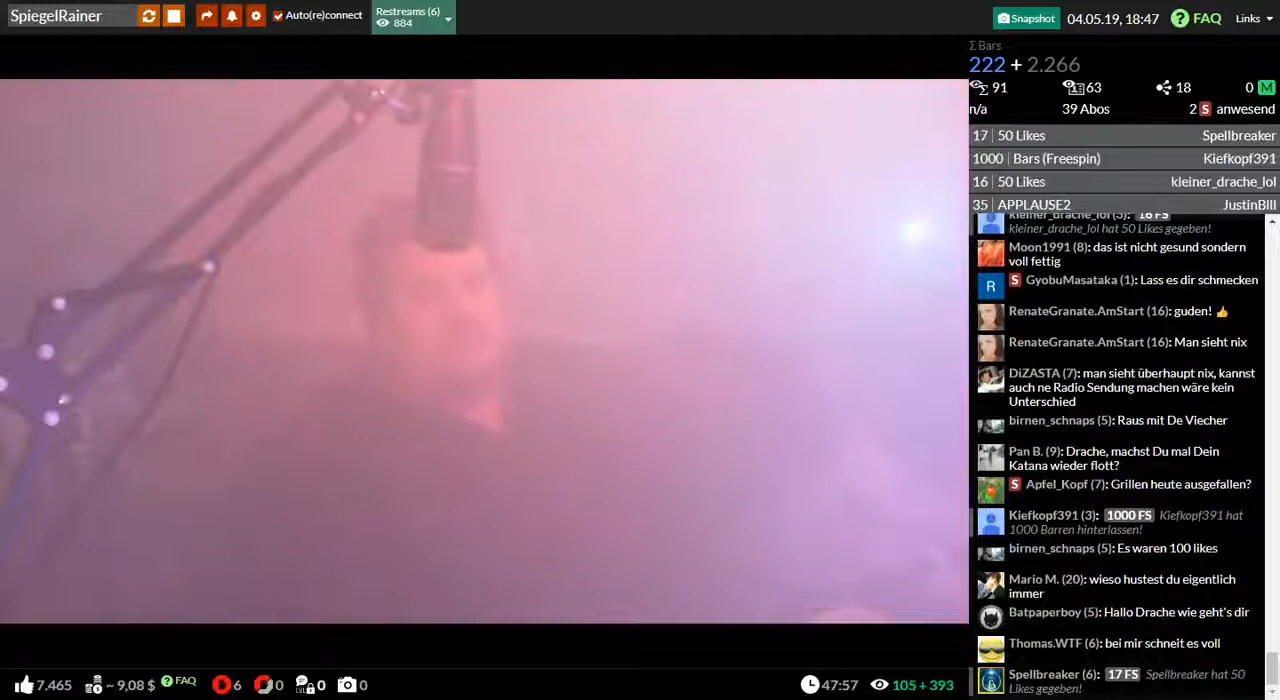 SpiegelRainer
Auto(re)connect
Restreams (6)
884
Snapshot
04.05.19, 18:47
FAQ
Links
Σ Bars
222 + 2.266
Σ 91
63
18
0 M
n/a
39 Abos
2 S anwesend
17 | 50 Likes Spellbreaker
1000 | Bars (Freespin) Kiefkopf391
16 | 50 Likes kleiner_drache_lol
35 | APPLAUSE2 JustinBill
kleiner_drache_lol (3): 16 FS
kleiner_drache_lol hat 50 Likes gegeben!
Moon1991 (8): das ist nicht gesund sondern
voll fettig
R
S GyobuMasataka (1): Lass es dir schmecken
RenateGranate.AmStart (16): guden! 👍
RenateGranate.AmStart (16): Man sieht nix
DiZASTA (7): man sieht überhaupt nix, kannst
auch ne Radio Sendung machen wäre kein
Unterschied
birnen_schnaps (5): Raus mit De Viecher
Pan B. (9): Drache, machst Du mal Dein
Katana wieder flott?
S Apfel_Kopf (7): Grillen heute ausgefallen?
Kiefkopf391 (3): 1000 FS Kiefkopf391 hat
1000 Barren hinterlassen!
birnen_schnaps (5): Es waren 100 likes
Mario M. (20): wieso hustest du eigentlich
immer
Batpaperboy (5): Hallo Drache wie geht's dir
Thomas.WTF (6): bei mir schneit es voll
Spellbreaker (6): 17 FS Spellbreaker hat 50
Likes gegeben!
7.465
~ 9,08 $
FAQ
6
0
LVL
0
0
47:57
105 + 393